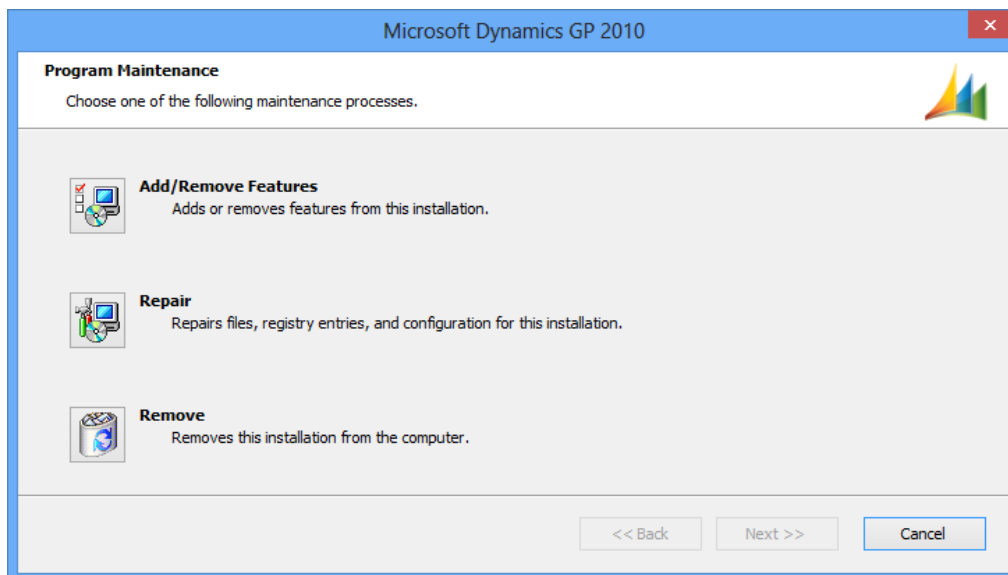 Microsoft Dynamics GP 2010
Program Maintenance
Choose one of the following maintenance processes.
Add/Remove Features
Adds or removes features from this installation.
Repair
Repairs files, registry entries, and configuration for this installation.
Remove
Removes this installation from the computer.
<< Back
Next >>
Cancel